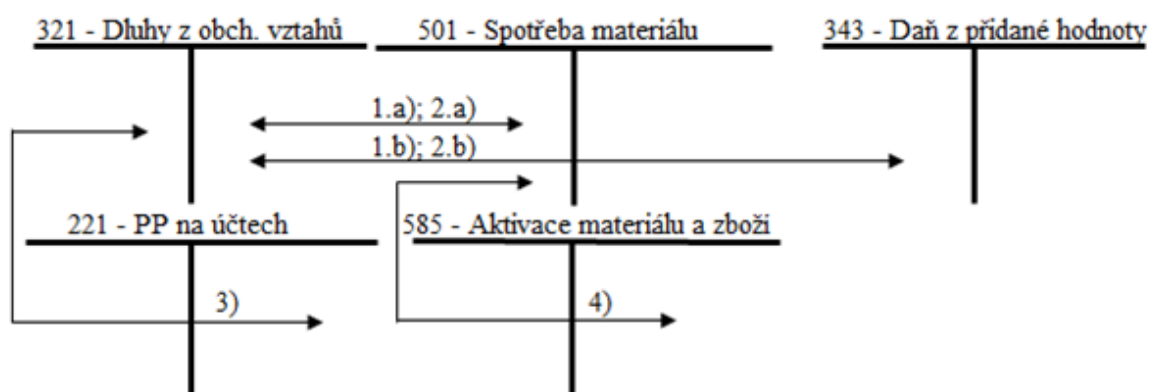 321 - Dluhy z obch. vztahů
501 - Spotřeba materiálu
343 - Daň z přidané hodnoty
1.a); 2.a)
1.b); 2.b)
221 - PP na účtech
585 - Aktivace materiálu a zboží
3)
4)